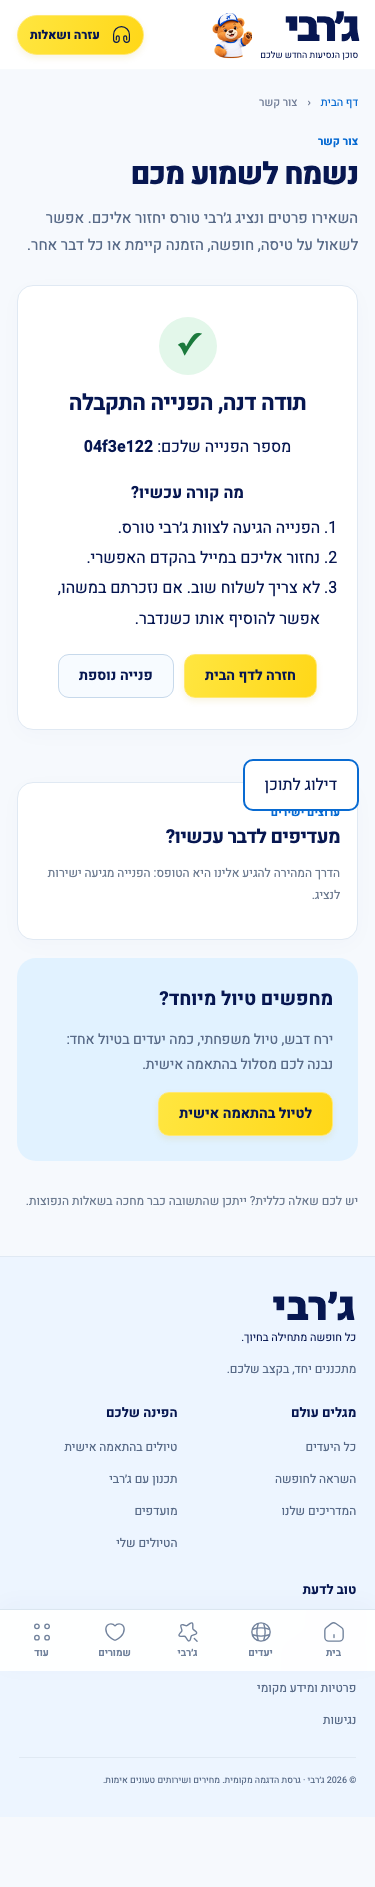 ג׳רבי
סוכן הנסיעות החדש שלכם
עזרה ושאלות
דף הבית › צור קשר
צור קשר
נשמח לשמוע מכם
השאירו פרטים ונציג ג׳רבי טורס יחזור אליכם. אפשר
לשאול על טיסה, חופשה, הזמנה קיימת או כל דבר אחר.
תודה דנה, הפנייה התקבלה
מספר הפנייה שלכם: 04f3e122
מה קורה עכשיו?
1. הפנייה הגיעה לצוות ג׳רבי טורס.
2. נחזור אליכם במייל בהקדם האפשרי.
3. לא צריך לשלוח שוב. אם נזכרתם במשהו,
אפשר להוסיף אותו כשנדבר.
חזרה לדף הבית
פנייה נוספת
דילוג לתוכן
ערוצים ישירים
מעדיפים לדבר עכשיו?
הדרך המהירה להגיע אלינו היא הטופס: הפנייה מגיעה ישירות
לנציג.
מחפשים טיול מיוחד?
ירח דבש, טיול משפחתי, כמה יעדים בטיול אחד:
נבנה לכם מסלול בהתאמה אישית.
לטיול בהתאמה אישית
יש לכם שאלה כללית? ייתכן שהתשובה כבר מחכה בשאלות הנפוצות.
ג׳רבי
כל חופשה מתחילה בחיוך.
מתכננים יחד, בקצב שלכם.
מגלים עולם
כל היעדים
השראה לחופשה
המדריכים שלנו
הפינה שלכם
טיולים בהתאמה אישית
תכנון עם ג׳רבי
מועדפים
הטיולים שלי
טוב לדעת
בית
יעדים
ג׳רבי
שמורים
עוד
פרטיות ומידע מקומי
נגישות
© 2026 ג׳רבי · גרסת הדגמה מקומית. מחירים ושירותים טעונים אימות.